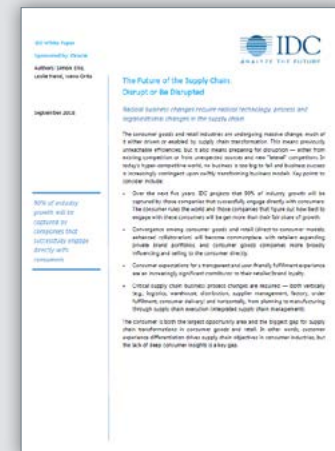 IDC White Paper
Sponsored by: Oracle
Authors: Simon Ellis,
Leslie Hand, Ivano Ortis
September 2018
90% of industry
growth will be
captured by
companies that
successfully engage
directly with
consumers
IDC
ANALYZE THE FUTURE
The Future of the Supply Chain:
Disrupt or Be Disrupted
Radical business changes require radical technology, process and
organizational changes in the supply chain
The consumer goods and retail industries are undergoing massive change, much of
it either driven or enabled by supply chain transformation. This means previously
unreachable efficiencies, but it also means preparing for disruption — either from
existing competition or from unexpected sources and new "lateral" competitors. In
today's hyper-competitive world, no business is too big to fail and business success
is increasingly contingent upon swiftly transforming business models. Key points to
consider include:
• Over the next five years, IDC projects that 90% of industry growth will be
captured by those companies that successfully engage directly with consumers.
The consumer rules the world and those companies that figure out how best to
engage with these consumers will be get more than their fair share of growth.
• Convergence among consumer goods and retail (direct to consumer models,
enhanced collaboration) will become commonplace, with retailers expanding
private brand portfolios and consumer goods companies more broadly
influencing and selling to the consumer directly.
• Consumer expectations for a transparent and user-friendly fulfillment experience
are an increasingly significant contributor to their retailer/brand loyalty.
• Critical supply chain business process changes are required — both vertically
(e.g., logistics, warehouse, distribution, supplier management, factory, order
fulfillment, consumer delivery) and horizontally, from planning to manufacturing
through supply chain execution (integrated supply chain management).
The consumer is both the largest opportunity area and the biggest gap for supply
chain transformations in consumer goods and retail. In other words, customer
experience differentiation drives supply chain objectives in consumer industries, but
the lack of deep consumer insights is a key gap.